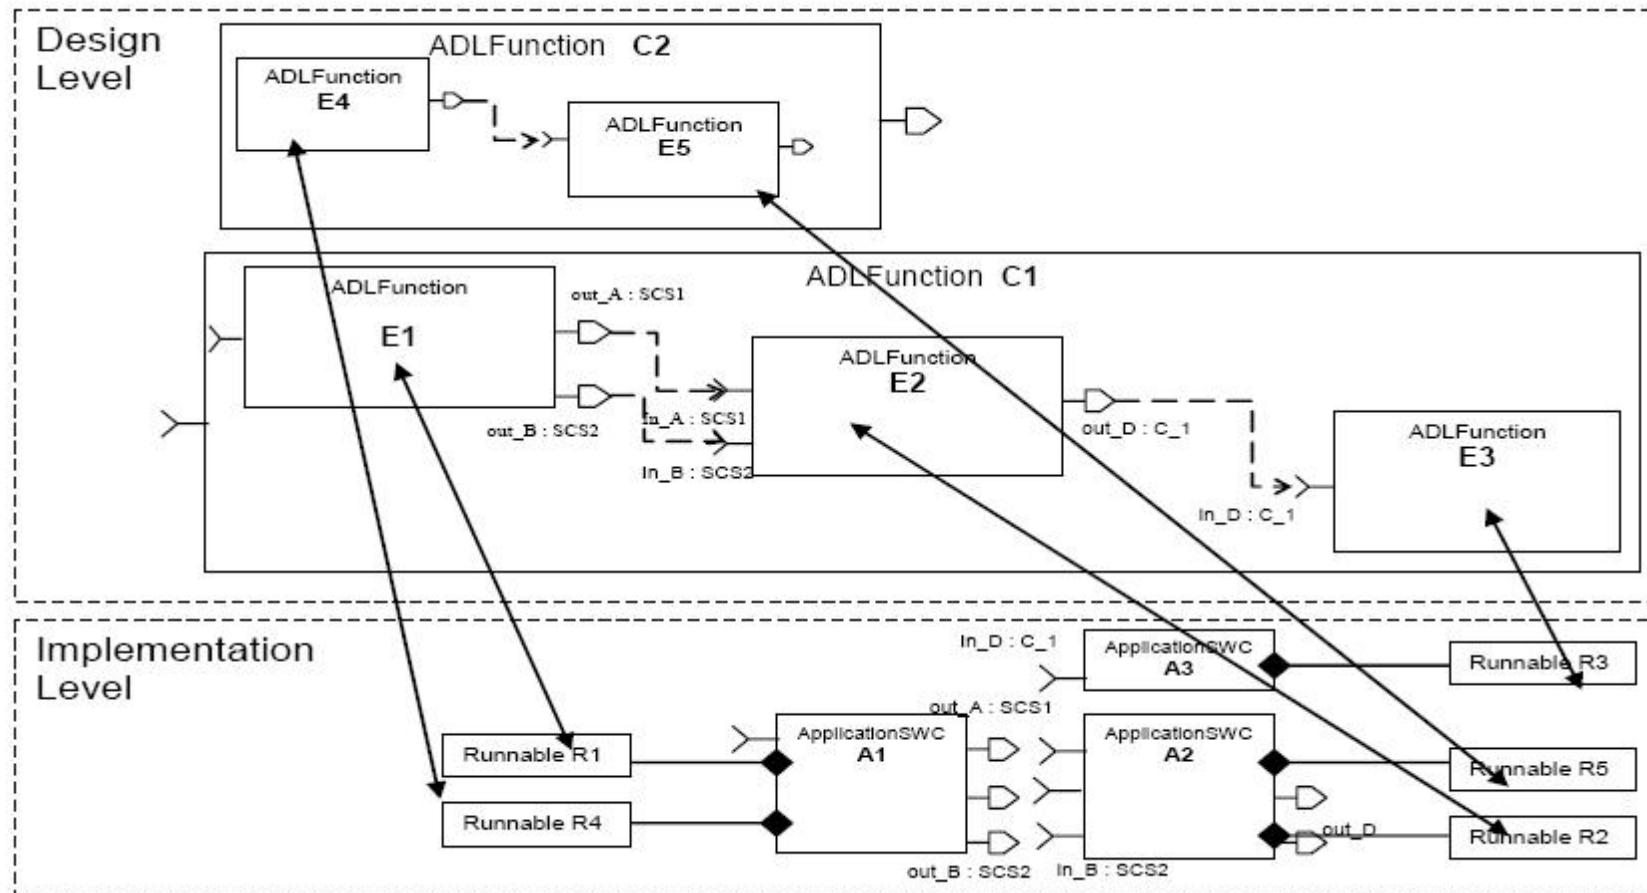 Design
Level
ADLFunction C2
ADLFunction
E4
ADLFunction
E5
ADLFunction C1
ADLFunction
E1
out_A : SCS1
out_B : SCS2
In_A : SCS1
In_B : SCS2
ADLFunction
E2
out_D : C_1
In_D : C_1
ADLFunction
E3
Implementation
Level
In_D : C_1
ApplicationSWC
A3
Runnable R3
out_A : SCS1
Runnable R1
ApplicationSWC
A1
ApplicationSWC
A2
Runnable R5
Runnable R4
out_D
Runnable R2
out_B : SCS2
In_B : SCS2